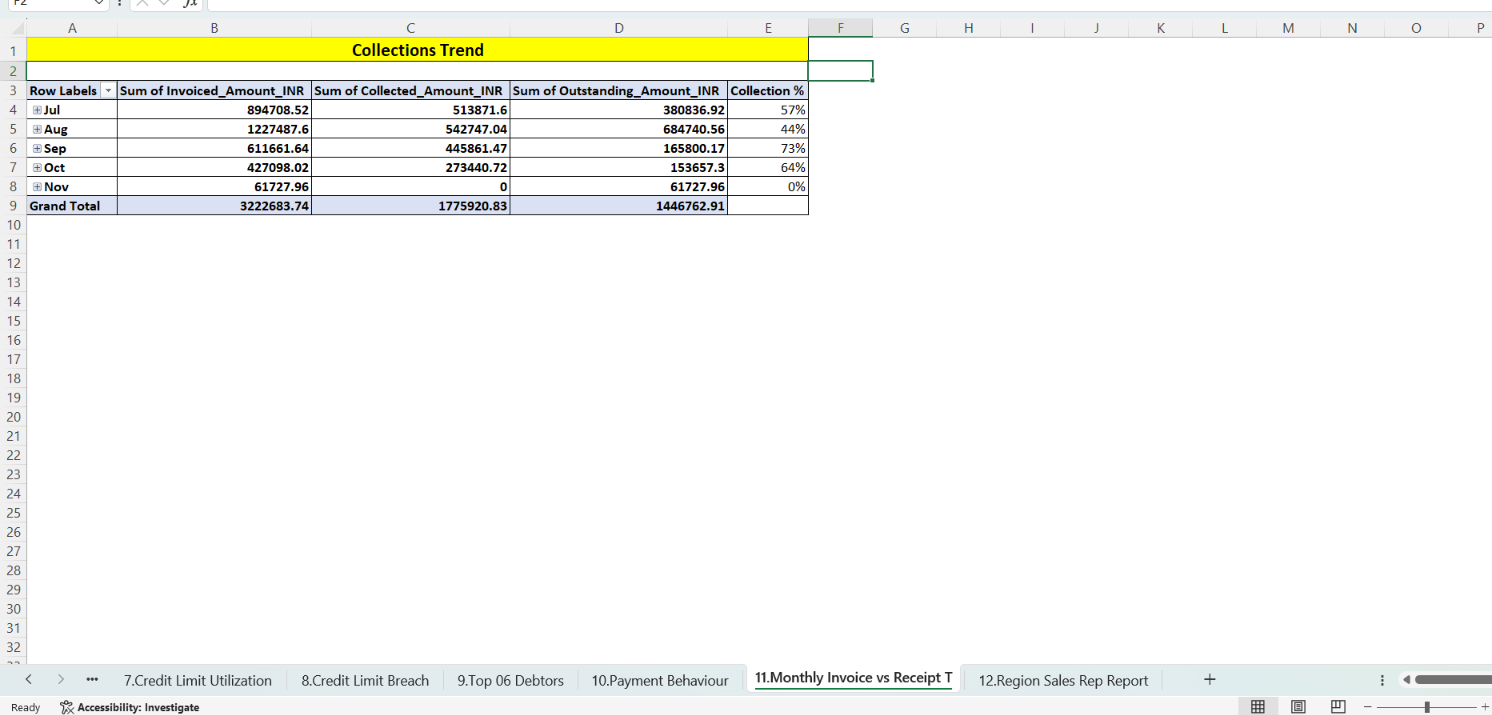 F2 fx
A B C D E F G H I J K L M N O P
1 Collections Trend
2
3 Row Labels Sum of Invoiced_Amount_INR Sum of Collected_Amount_INR Sum of Outstanding_Amount_INR Collection %
4 Jul 894708.52 513871.6 380836.92 57%
5 Aug 1227487.6 542747.04 684740.56 44%
6 Sep 611661.64 445861.47 165800.17 73%
7 Oct 427098.02 273440.72 153657.3 64%
8 Nov 61727.96 0 61727.96 0%
9 Grand Total 3222683.74 1775920.83 1446762.91
10
11
12
13
14
15
16
17
18
19
20
21
22
23
24
25
26
27
28
29
30
31
32
7.Credit Limit Utilization 8.Credit Limit Breach 9.Top 06 Debtors 10.Payment Behaviour 11.Monthly Invoice vs Receipt T 12.Region Sales Rep Report
Ready Accessibility: Investigate